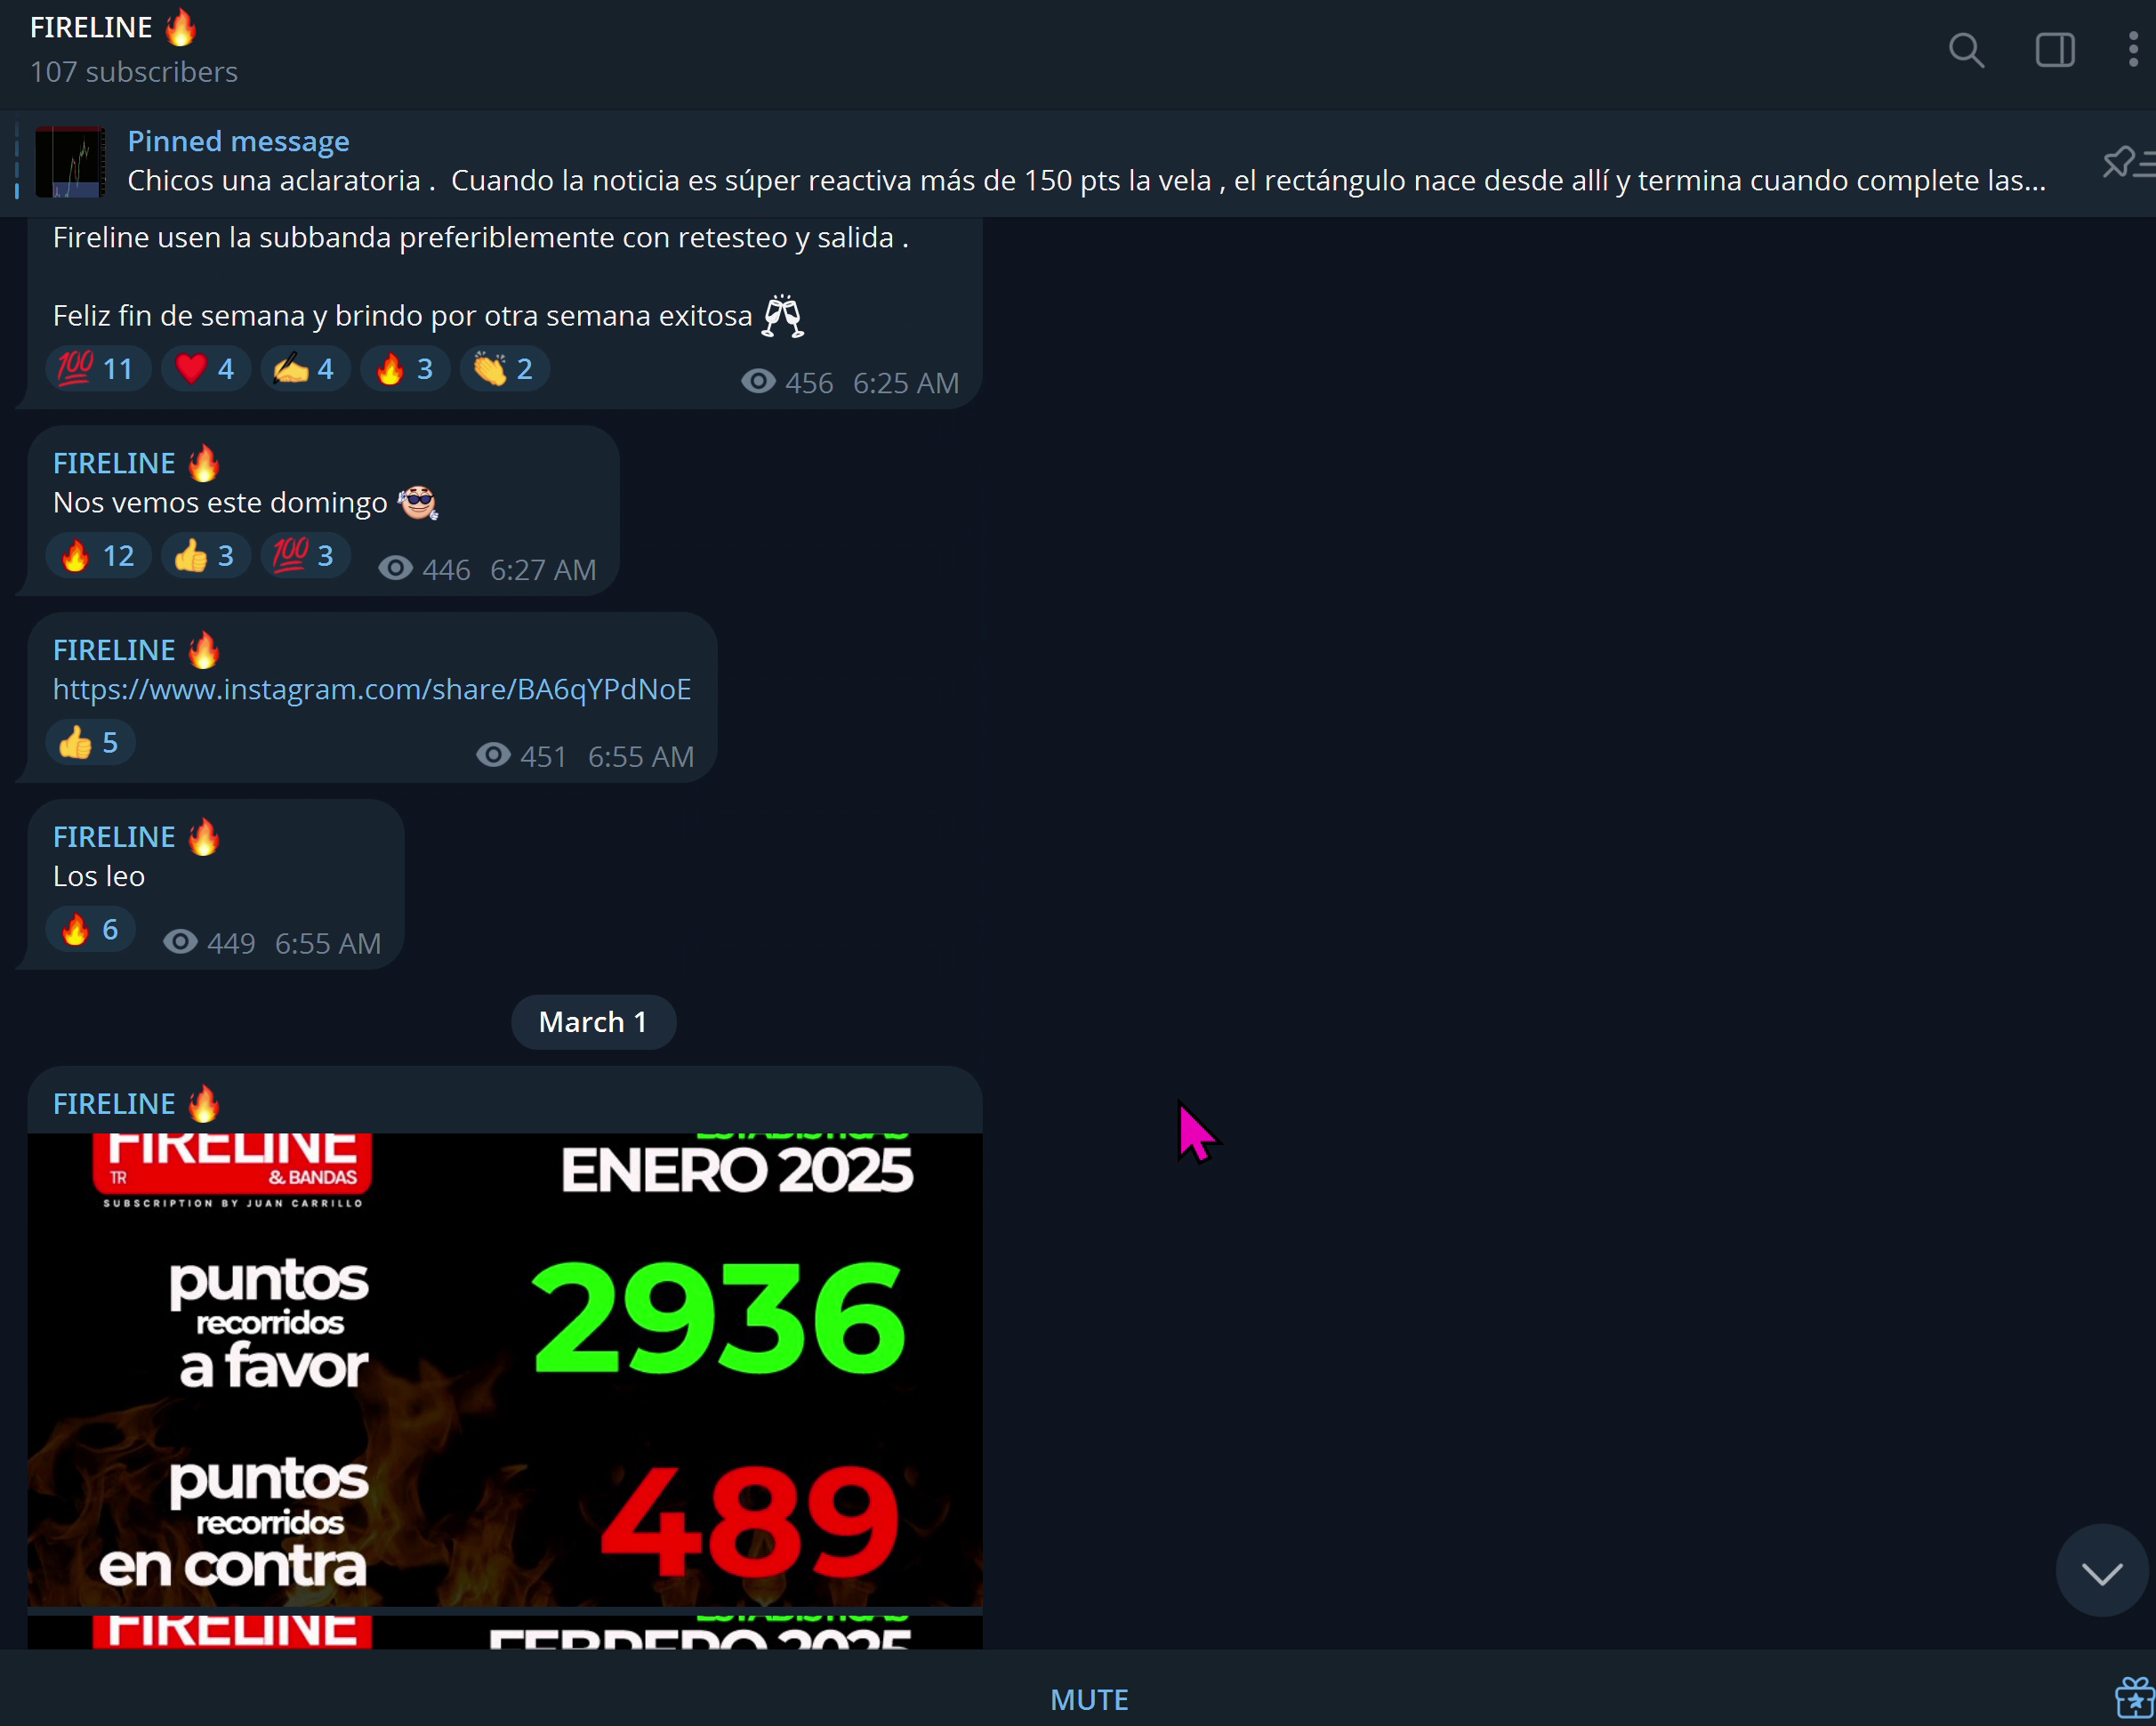 FIRELINE 🔥
107 subscribers
Pinned message
Chicos una aclaratoria .  Cuando la noticia es súper reactiva más de 150 pts la vela , el rectángulo nace desde allí y termina cuando complete las...
Fireline usen la subbanda preferiblemente con retesteo y salida .
Feliz fin de semana y brindo por otra semana exitosa 🥂
💯 11 ❤️ 4 ✍️ 4 🔥 3 👏 2 456 6:25 AM
FIRELINE 🔥
Nos vemos este domingo
🔥 12 👍 3 💯 3 446 6:27 AM
FIRELINE 🔥
https://www.instagram.com/share/BA6qYPdNoE
👍 5 451 6:55 AM
FIRELINE 🔥
Los leo
🔥 6 449 6:55 AM
March 1
FIRELINE 🔥
FIRELINE
TR & BANDAS
SUBSCRIPTION BY JUAN CARRILLO
ESTADISTICAS
ENERO 2025
puntos
recorridos
a favor
2936
puntos
recorridos
en contra
489
FIRELINE
ESTADISTICAS
FEBRERO 2025
MUTE